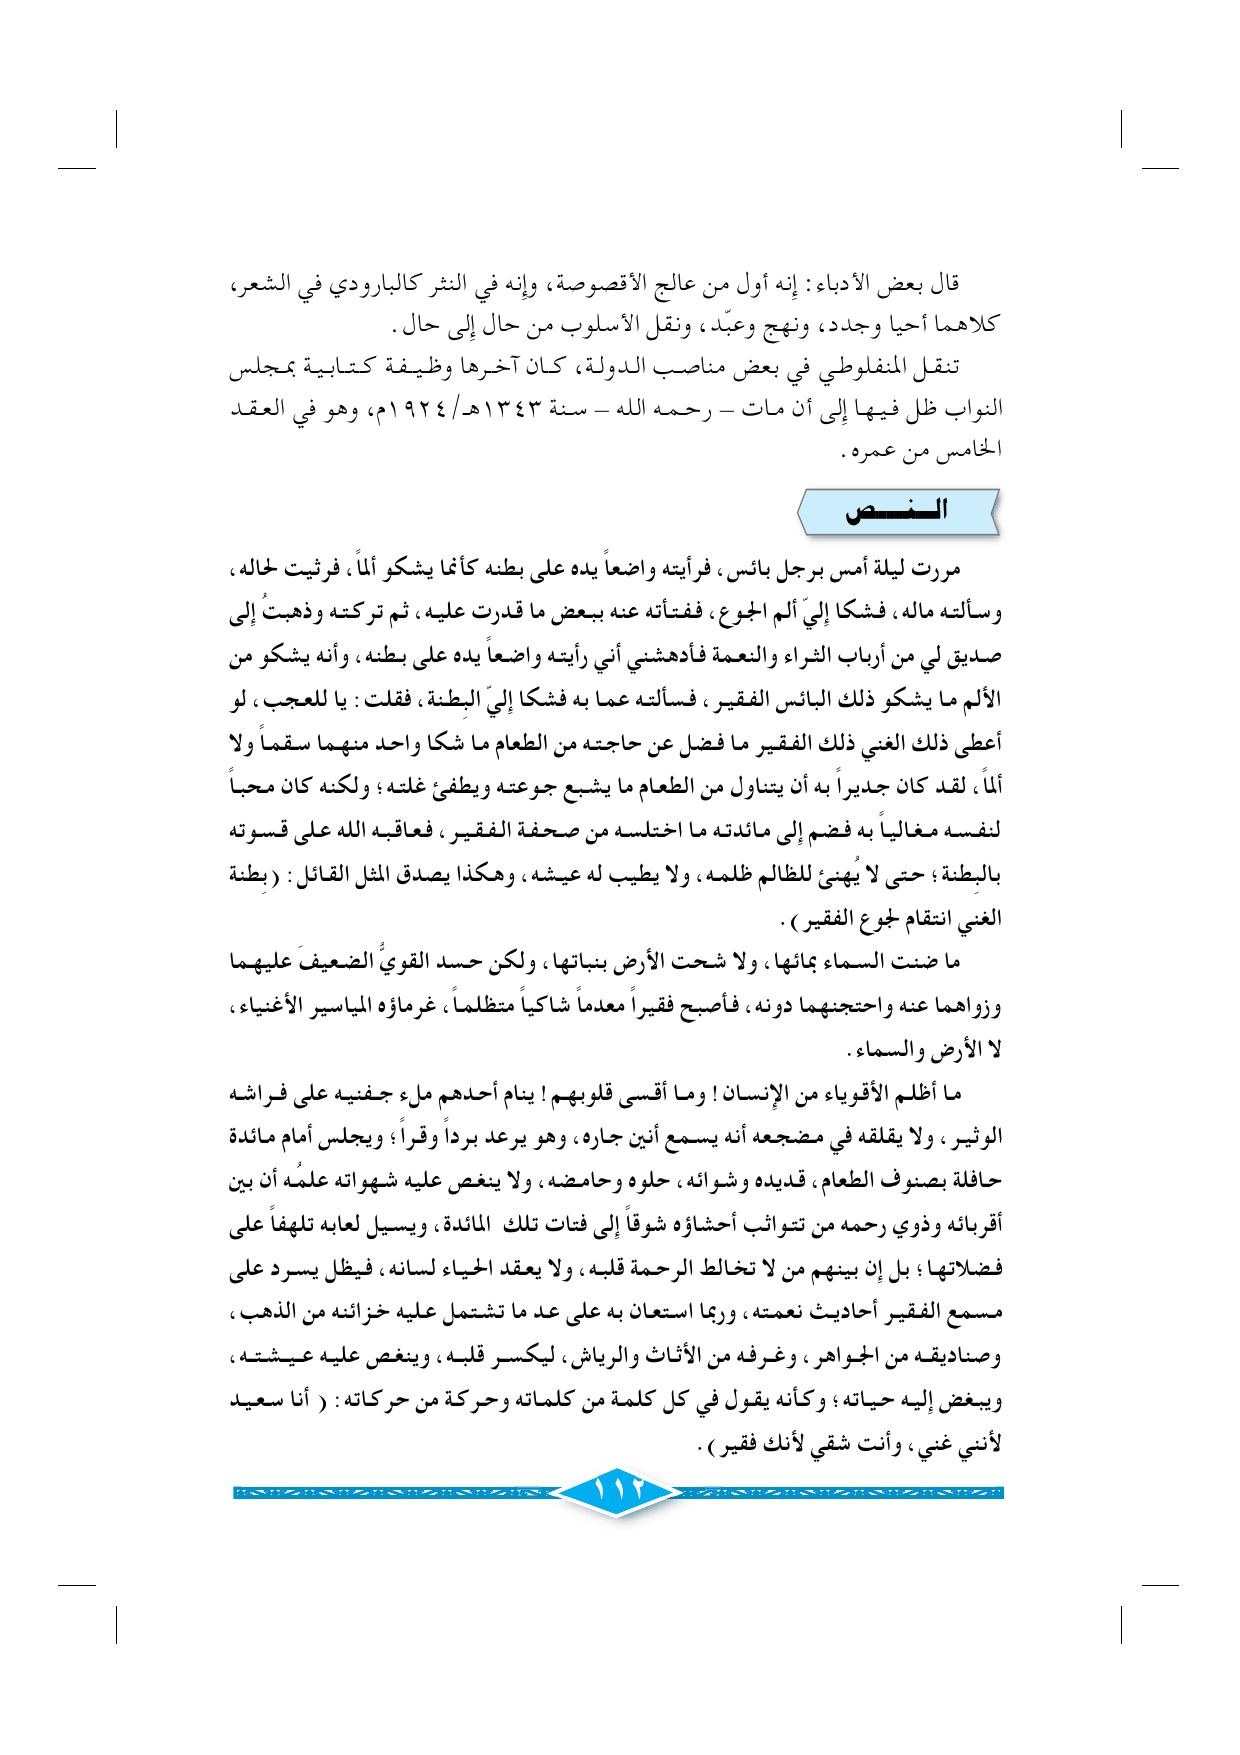 قال بعض الأدباء: إنه أول من عالج الأقصوصة، وإنه في النثر كالبارودي في الشعر،
كلاهما أحيا وجدد، ونهج وعبّد، ونقل الأسلوب من حال إلى حال.
تنقل المنفلوطي في بعض مناصب الدولة، كان آخرها وظيفة كتابية بمجلس
النواب ظل فيها إلى أن مات – رحمه الله – سنة ١٣٤٣هـ/١٩٢٤م، وهو في العقد
الخامس من عمره.
النص
مررت ليلة أمس برجل بائس، فرأيته واضعاً يده على بطنه كأنما يشكو ألماً، فرثيت لحاله،
وسألته ماله، فشكا إليّ ألم الجوع، ففتأته عنه ببعض ما قدرت عليه، ثم تركته وذهبتُ إلى
صديق لي من أرباب الثراء والنعمة فأدهشني أني رأيته واضعاً يده على بطنه، وأنه يشكو من
الألم ما يشكو ذلك البائس الفقير، فسألته عما به فشكا إليّ البِطنة، فقلت: يا للعجب، لو
أعطى ذلك الغني ذلك الفقير ما فضل عن حاجته من الطعام ما شكا واحد منهما سقماً ولا
ألماً، لقد كان جديراً به أن يتناول من الطعام ما يشبع جوعته ويطفئ غلته؛ ولكنه كان محباً
لنفسه مغالياً به فضم إلى مائدته ما اختلسه من صحفة الفقير، فعاقبه الله على قسوته
بالبِطنة؛ حتى لا يُهنئ للظالم ظلمه، ولا يطيب له عيشه، وهكذا يصدق المثل القائل: (بِطنة
الغني انتقام لجوع الفقير).
ما ضنت السماء بمائها، ولا شحت الأرض بنباتها، ولكن حسد القويُّ الضعيفَ عليهما
وزواهما عنه واحتجنهما دونه، فأصبح فقيراً معدماً شاكياً متظلماً، غرماؤه المياسير الأغنياء،
لا الأرض والسماء.
ما أظلم الأقوياء من الإنسان! وما أقسى قلوبهم! ينام أحدهم ملء جفنيه على فراشه
الوثير، ولا يقلقه في مضجعه أنه يسمع أنين جاره، وهو يرعد برداً وقراً؛ ويجلس أمام مائدة
حافلة بصنوف الطعام، قديده وشوائه، حلوه وحامضه، ولا ينغص عليه شهواته علمُه أن بين
أقربائه وذوي رحمه من تتواثب أحشاؤه شوقاً إلى فتات تلك المائدة، ويسيل لعابه تلهفاً على
فضلاتها؛ بل إن بينهم من لا تخالط الرحمة قلبه، ولا يعقد الحياء لسانه، فيظل يسرد على
مسمع الفقير أحاديث نعمته، وربما استعان به على عد ما تشتمل عليه خزائنه من الذهب،
وصناديقه من الجواهر، وغرفه من الأثاث والرياش، ليكسر قلبه، وينغص عليه عيشته،
ويبغض إليه حياته؛ وكأنه يقول في كل كلمة من كلماته وحركة من حركاته: (أنا سعيد
لأنني غني، وأنت شقي لأنك فقير).
١١٢